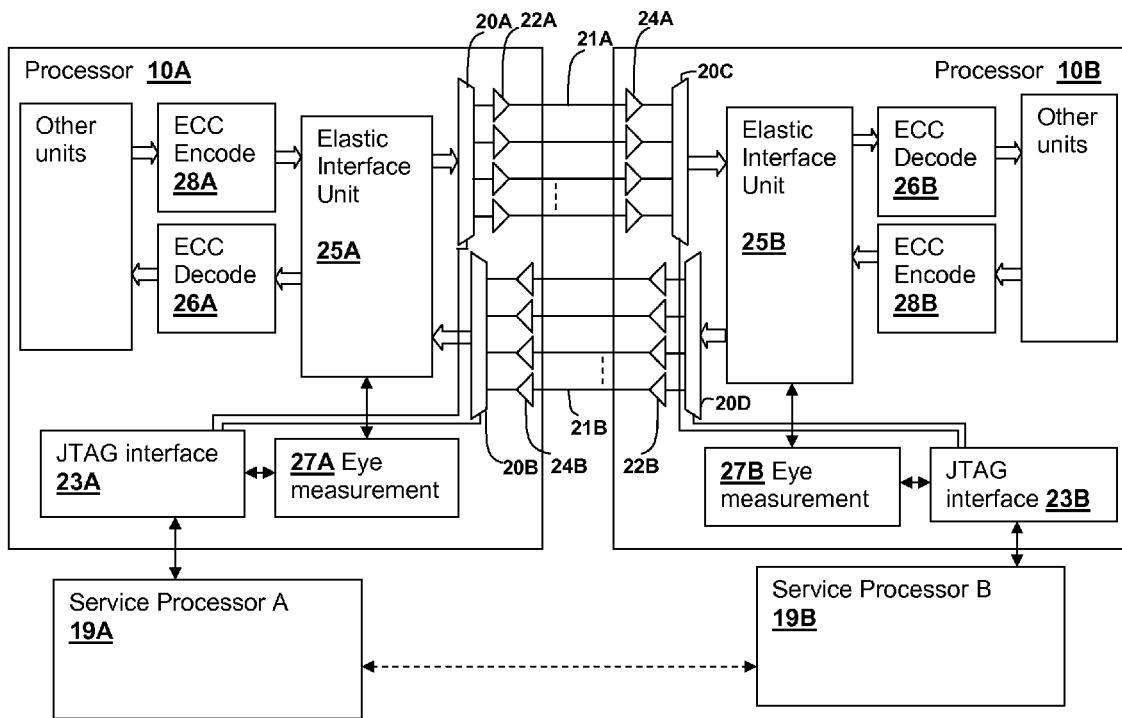 20A
22A
21A
24A
Processor 10A
20C
Processor 10B
Other
units
ECC
Encode
28A
Elastic
Interface
Unit
25A
ECC
Decode
26A
Elastic
Interface
Unit
25B
ECC
Decode
26B
Other
units
ECC
Encode
28B
20D
21B
20B
24B
22B
JTAG interface
23A
27A Eye
measurement
27B Eye
measurement
JTAG
interface 23B
Service Processor A
19A
Service Processor B
19B